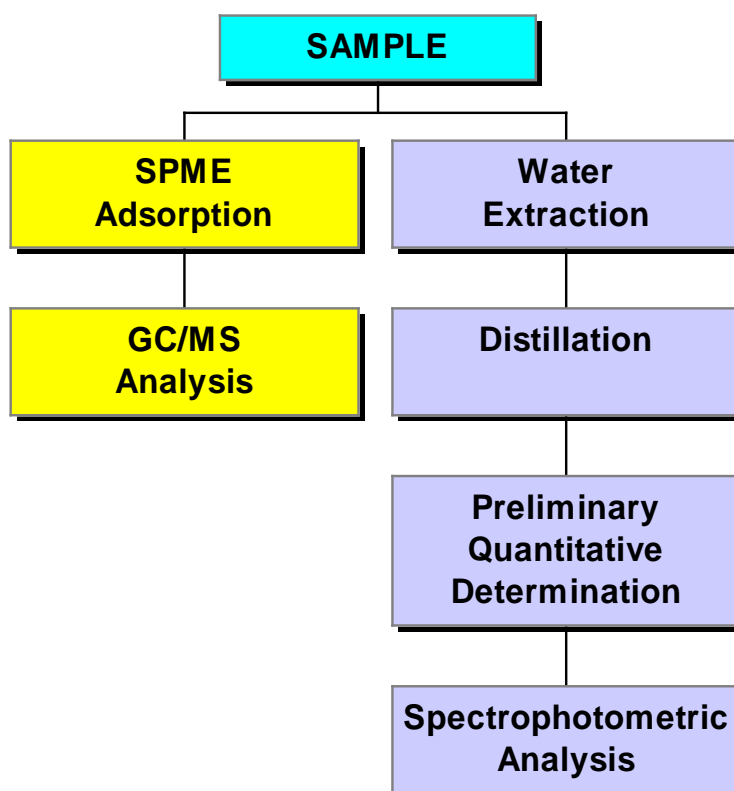 SAMPLE
SPME
Adsorption
Water
Extraction
GC/MS
Analysis
Distillation
Preliminary
Quantitative
Determination
Spectrophotometric
Analysis